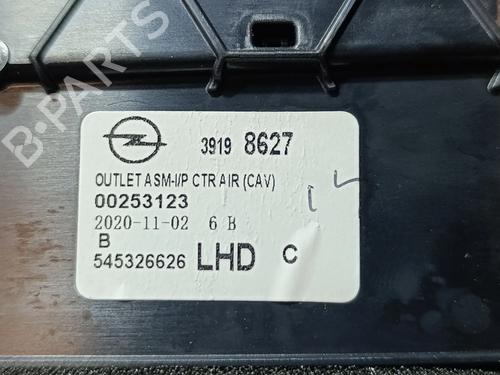 B-PARTS
3919 8627
OUTLET ASM-I/P CTR AIR (CAV)
00253123
2020-11-02 6 B
B
545326626 LHD C